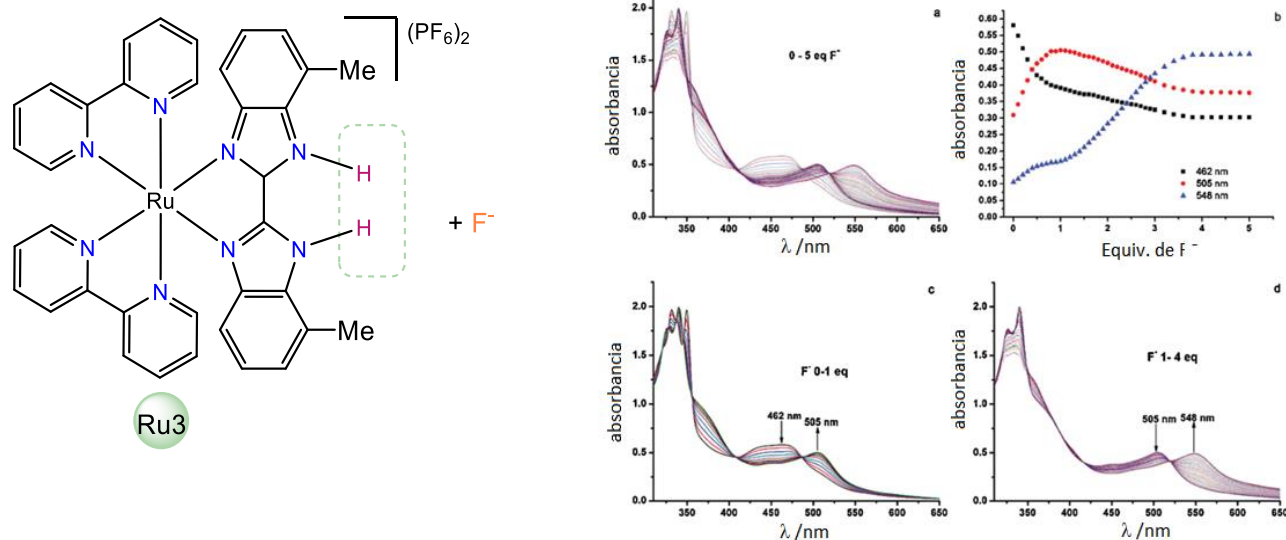 (PF6)2
Me
N
N
N
N
N
H
Ru
H
+ F-
N
N
N
N
Me
Ru3
a
0 - 5 eq F-
absorbancia
2.0
1.5
1.0
0.5
0.0
350 400 450 500 550 600 650
λ /nm
b
absorbancia
0.60
0.55
0.50
0.45
0.40
0.35
0.30
0.25
0.20
0.15
0.10
0.05
0.00
462 nm
505 nm
548 nm
0 1 2 3 4 5
Equiv. de F-
c
F- 0-1 eq
462 nm
505 nm
absorbancia
2.0
1.5
1.0
0.5
0.0
350 400 450 500 550 600 650
λ /nm
d
F- 1- 4 eq
505 nm
548 nm
absorbancia
2.0
1.5
1.0
0.5
0.0
350 400 450 500 550 600 650
λ /nm